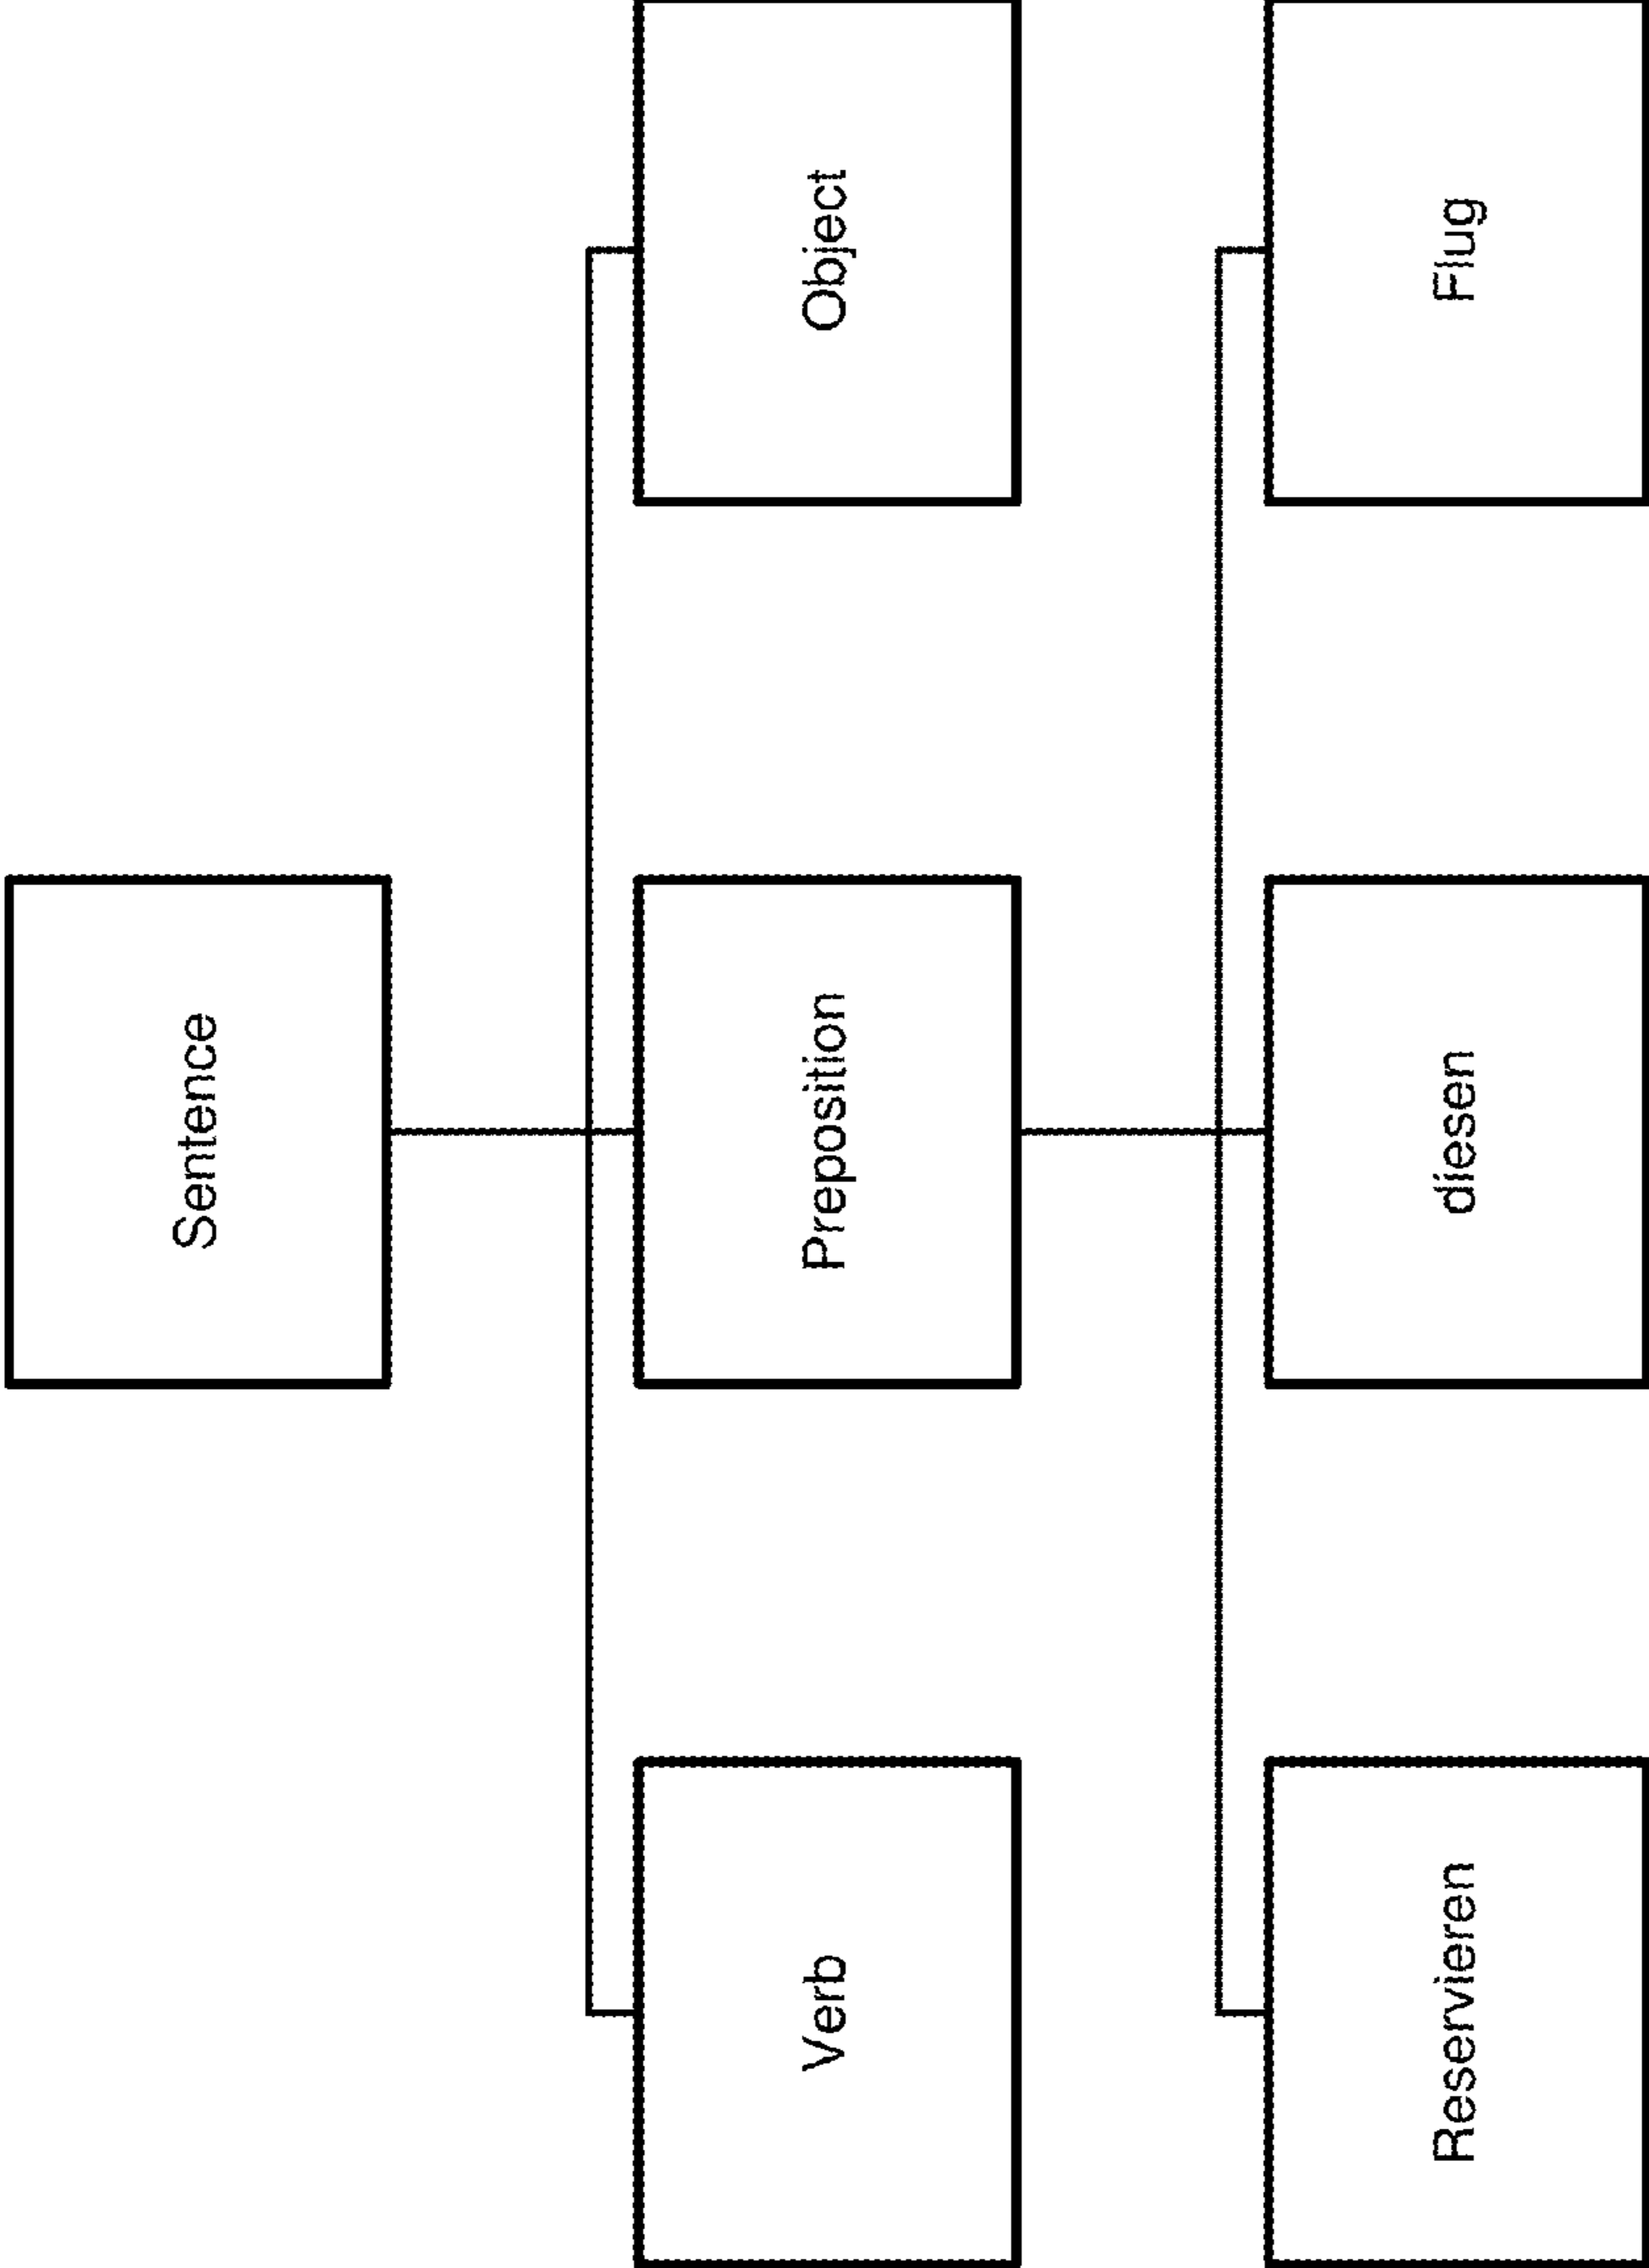 Sentence
Verb
Preposition
Object
Reservieren
diesen
Flug